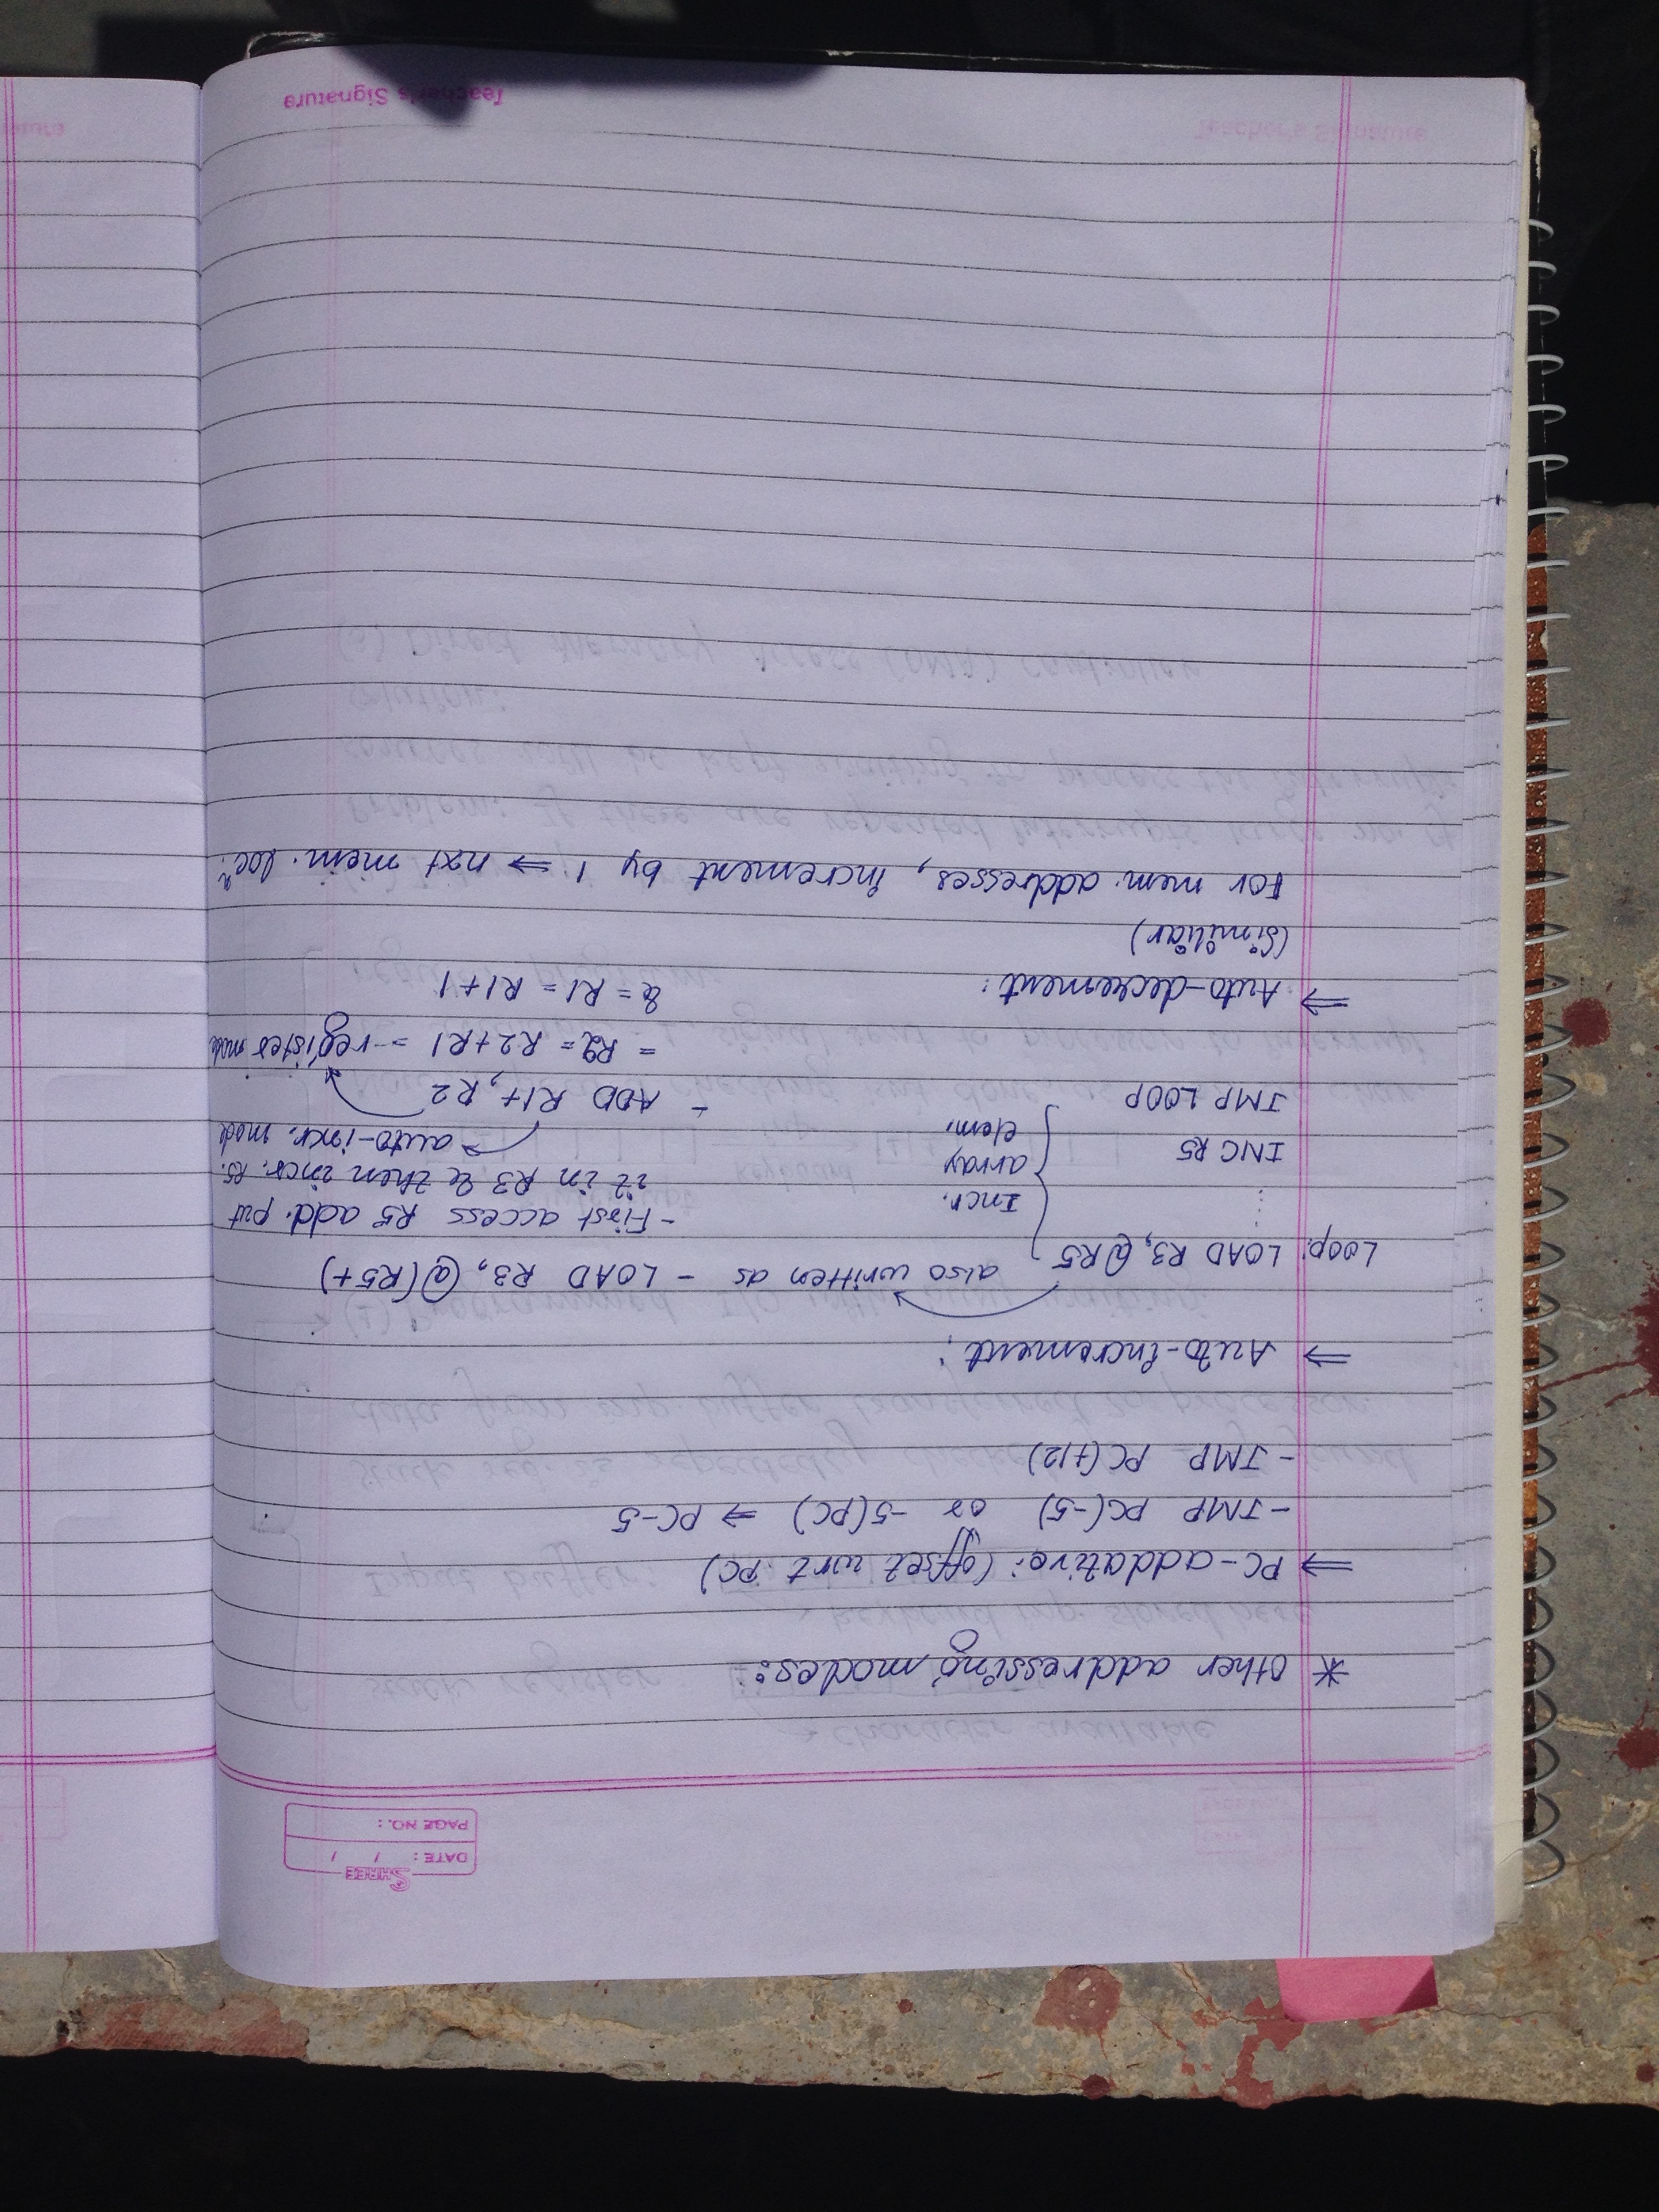 SHREE
DATE: / /
PAGE NO.:
* Other addressing modes:
⇒ PC-addative: (offset wrt PC)
- JMP PC(-5) or -5(PC) ⇒ PC-5
- JMP PC(+12)
⇒ Auto-increment:
Loop: LOAD R3, @R5
INC R5
JMP LOOP
Incr.
array
elem.
also written as - LOAD R3, @(R5+)
- First access R5 add. put
it in R3 & then incr. R5.
auto-incr. mode
- ADD R1+, R2
= R2 = R2+R1 - register mode
& = R1 = R1+1
⇒ Auto-decrement:
(Similiar)
For mem. addresses, increment by 1 ⇒ nxt mem. locⁿ.
Teacher's Signature